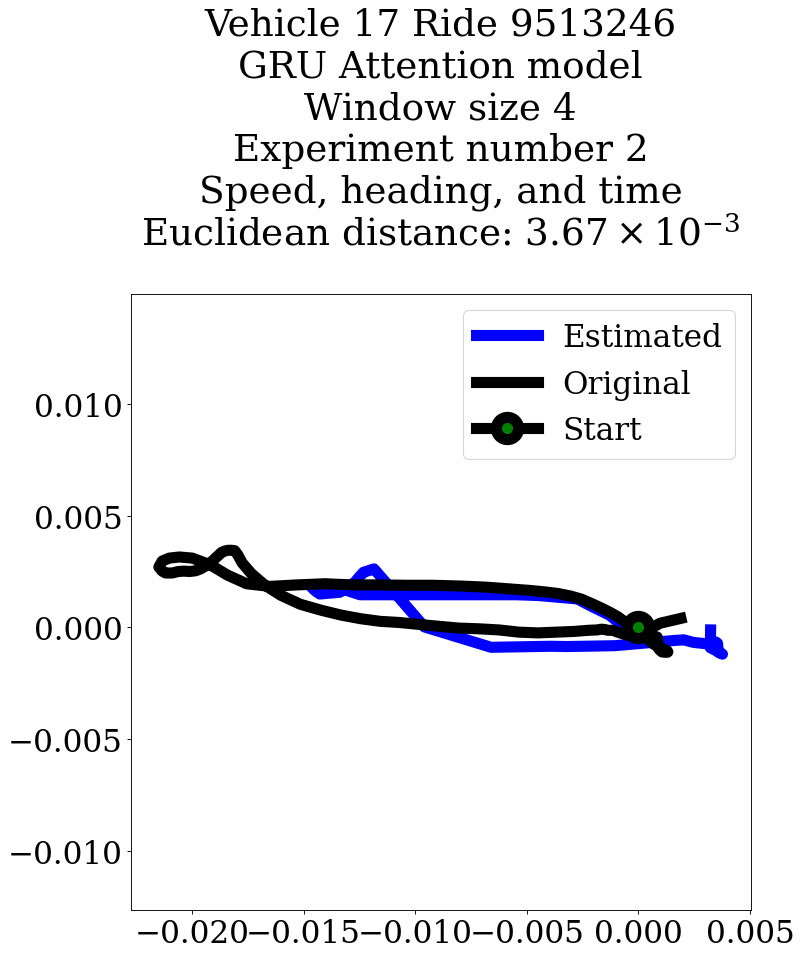 Vehicle 17 Ride 9513246
GRU Attention model
Window size 4
Experiment number 2
Speed, heading, and time
Euclidean distance: 3.67 × 10⁻³
Estimated
Original
Start
0.010
0.005
0.000
−0.005
−0.010
−0.020 −0.015 −0.010 −0.005 0.000 0.005